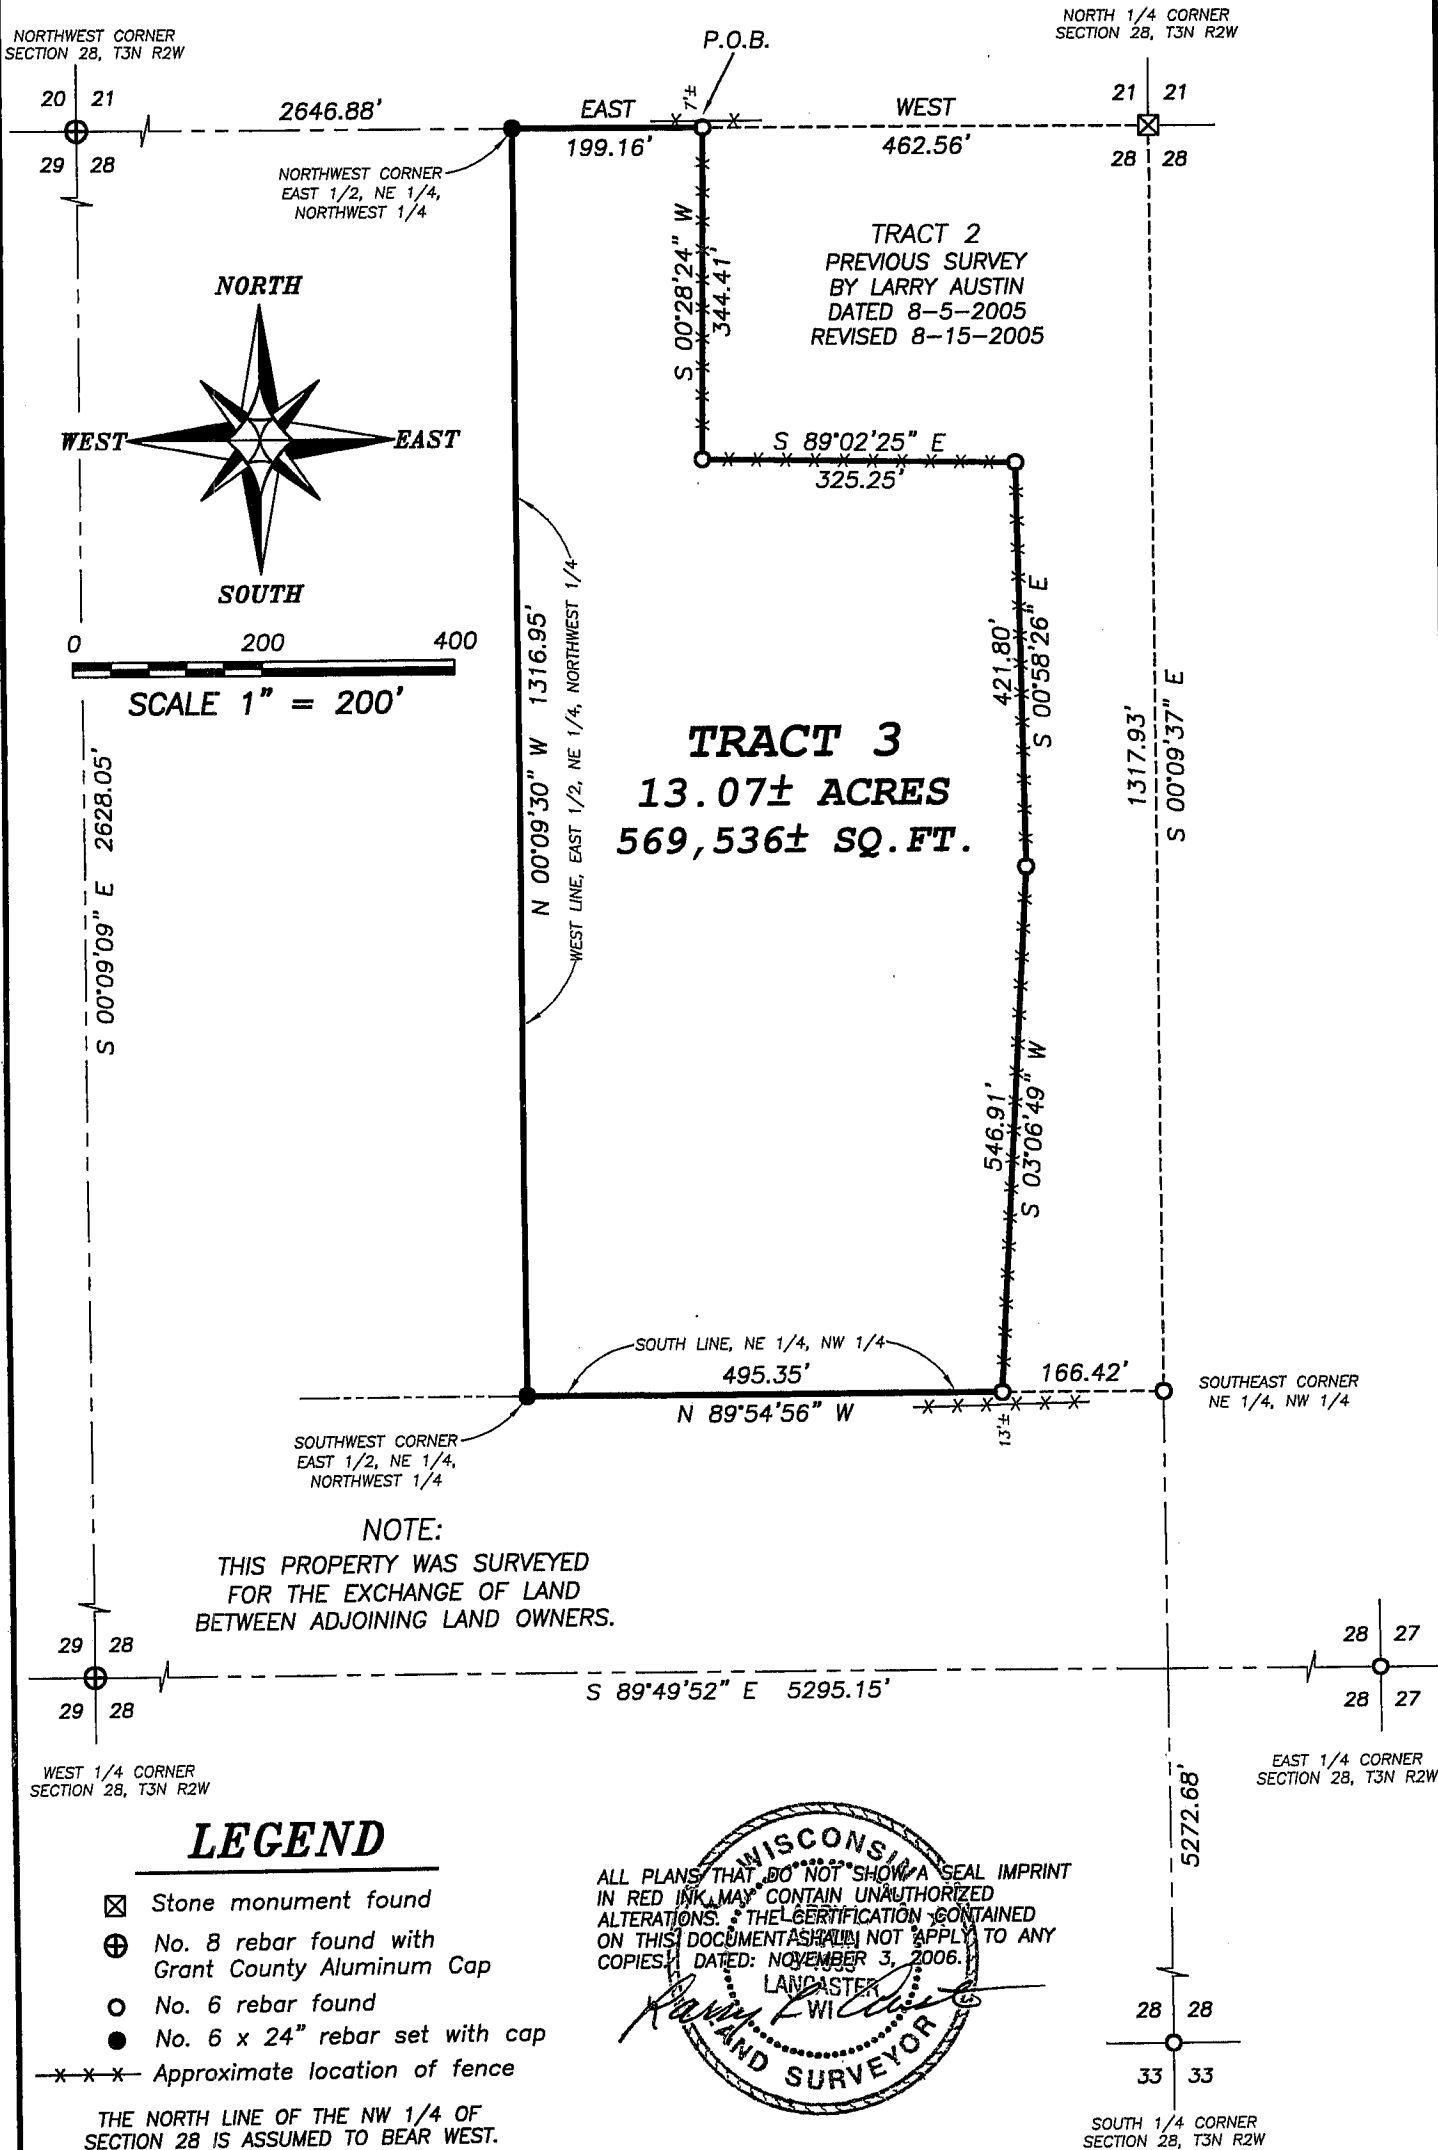 NORTHWEST CORNER
SECTION 28, T3N R2W
NORTH 1/4 CORNER
SECTION 28, T3N R2W
P.O.B.
20 21
29 28
2646.88'
EAST
199.16'
7'±
WEST
462.56'
21 21
28 28
NORTHWEST CORNER
EAST 1/2, NE 1/4,
NORTHWEST 1/4
S 00°28'24" W
344.41'
TRACT 2
PREVIOUS SURVEY
BY LARRY AUSTIN
DATED 8-5-2005
REVISED 8-15-2005
NORTH
WEST
EAST
SOUTH
S 89°02'25" E
325.25'
0 200 400
SCALE 1" = 200'
N 00°09'30" W 1316.95'
WEST LINE, EAST 1/2, NE 1/4, NORTHWEST 1/4
421.80'
S 00°58'26" E
1317.93'
S 00°09'37" E
S 00°09'09" E 2628.05'
TRACT 3
13.07± ACRES
569,536± SQ.FT.
546.91'
S 03°06'49" W
SOUTH LINE, NE 1/4, NW 1/4
495.35'
N 89°54'56" W
166.42'
13'±
SOUTHEAST CORNER
NE 1/4, NW 1/4
SOUTHWEST CORNER
EAST 1/2, NE 1/4,
NORTHWEST 1/4
NOTE:
THIS PROPERTY WAS SURVEYED
FOR THE EXCHANGE OF LAND
BETWEEN ADJOINING LAND OWNERS.
29 28
29 28
S 89°49'52" E 5295.15'
28 27
28 27
WEST 1/4 CORNER
SECTION 28, T3N R2W
EAST 1/4 CORNER
SECTION 28, T3N R2W
5272.68'
LEGEND
Stone monument found
No. 8 rebar found with
Grant County Aluminum Cap
No. 6 rebar found
No. 6 x 24" rebar set with cap
Approximate location of fence
THE NORTH LINE OF THE NW 1/4 OF
SECTION 28 IS ASSUMED TO BEAR WEST.
WISCONSIN
ALL PLANS THAT DO NOT SHOW A SEAL IMPRINT
IN RED INK MAY CONTAIN UNAUTHORIZED
ALTERATIONS. THE CERTIFICATION CONTAINED
ON THIS DOCUMENT SHALL NOT APPLY TO ANY
COPIES. DATED: NOVEMBER 3, 2006.
LANCASTER
WI
LAND SURVEYOR
28 28
33 33
SOUTH 1/4 CORNER
SECTION 28, T3N R2W